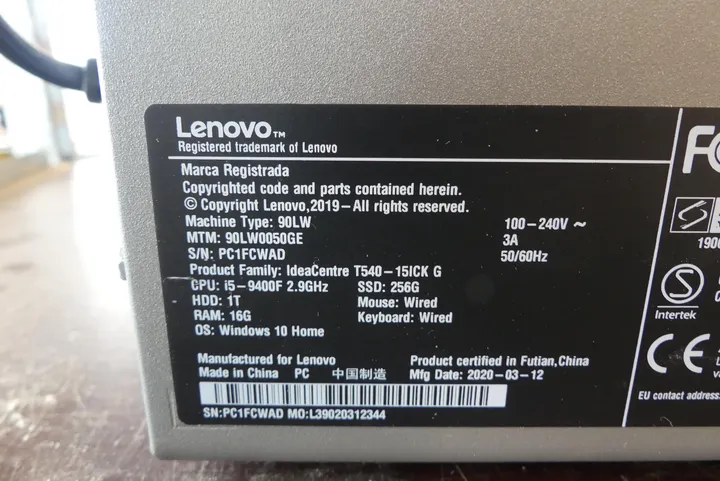 Lenovo™
Registered trademark of Lenovo
Marca Registrada
Copyrighted code and parts contained herein.
© Copyright Lenovo,2019–All rights reserved.
Machine Type: 90LW 100-240V ~
MTM: 90LW0050GE 3A
S/N: PC1FCWAD 50/60Hz
Product Family: IdeaCentre T540-15ICK G
CPU: i5-9400F 2.9GHz SSD: 256G
HDD: 1T Mouse: Wired
RAM: 16G Keyboard: Wired
OS: Windows 10 Home
Manufactured for Lenovo Product certified in Futian,China
Made in China PC 中国制造 Mfg Date: 2020-03-12
SN:PC1FCWAD MO:L39020312344
1900
Intertek
CE
EU contact address